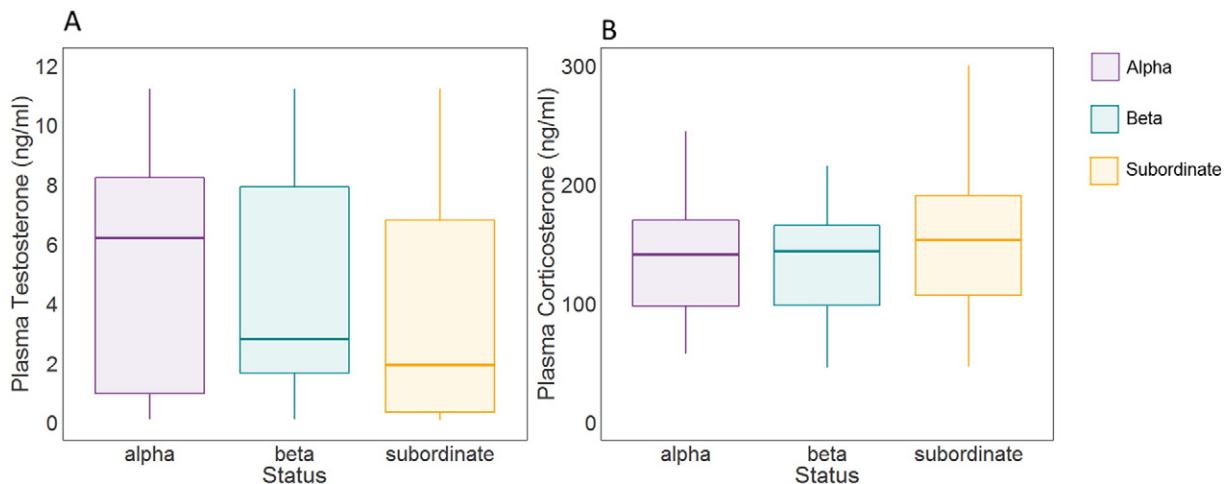 A
Plasma Testosterone (ng/ml)
12
10
8
6
4
2
0
alpha beta subordinate
Status
B
Plasma Corticosterone (ng/ml)
300
200
100
0
alpha beta subordinate
Status
Alpha
Beta
Subordinate